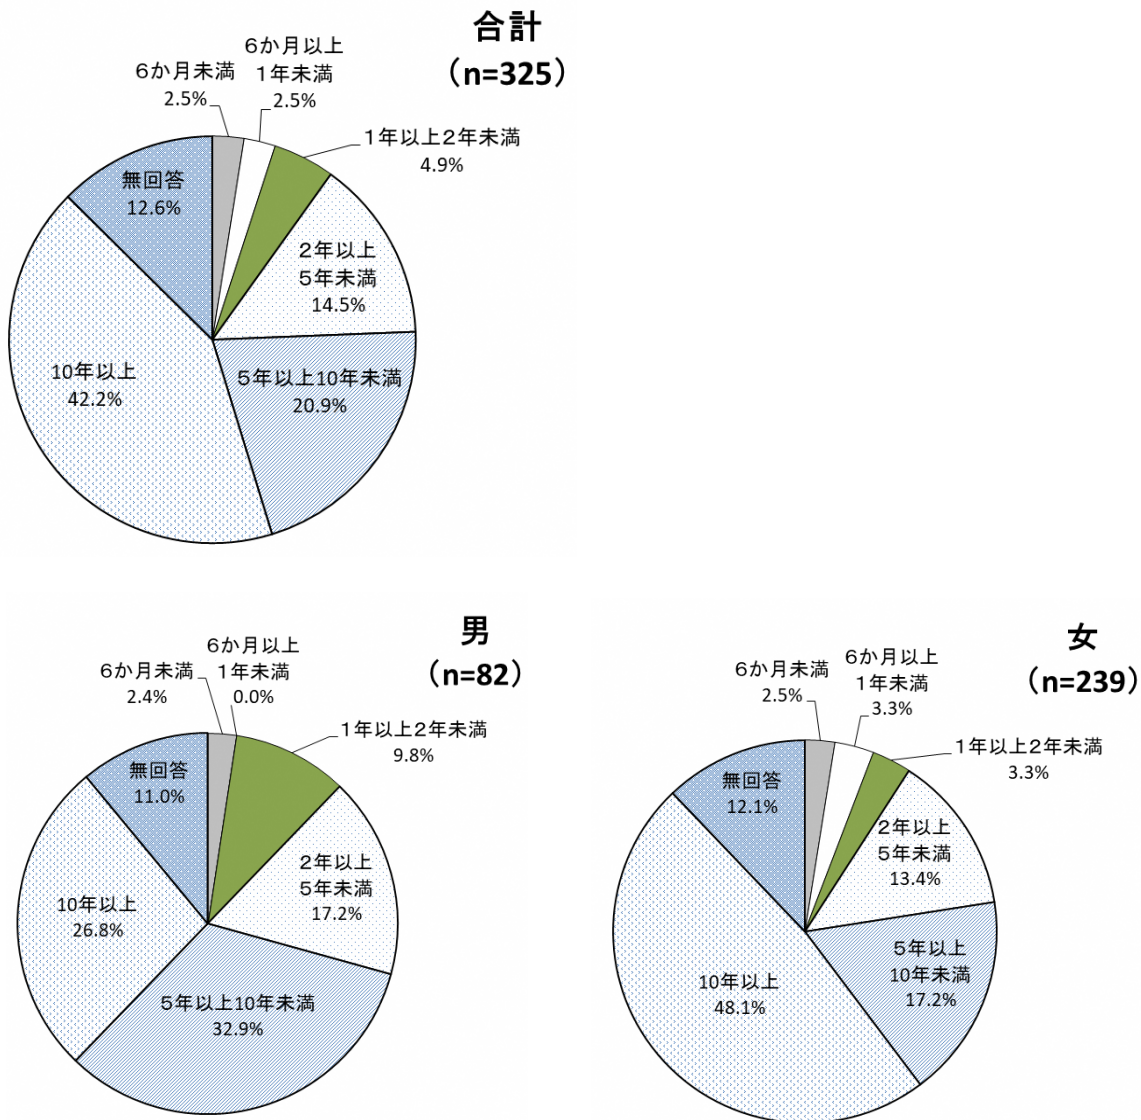 合計
（n=325）
６か月未満
2.5%
６か月以上
１年未満
2.5%
１年以上２年未満
4.9%
２年以上
５年未満
14.5%
５年以上10年未満
20.9%
10年以上
42.2%
無回答
12.6%
男
（n=82）
６か月未満
2.4%
６か月以上
１年未満
0.0%
１年以上２年未満
9.8%
２年以上
５年未満
17.2%
５年以上10年未満
32.9%
10年以上
26.8%
無回答
11.0%
女
（n=239）
６か月未満
2.5%
６か月以上
１年未満
3.3%
１年以上２年未満
3.3%
２年以上
５年未満
13.4%
５年以上
10年未満
17.2%
10年以上
48.1%
無回答
12.1%